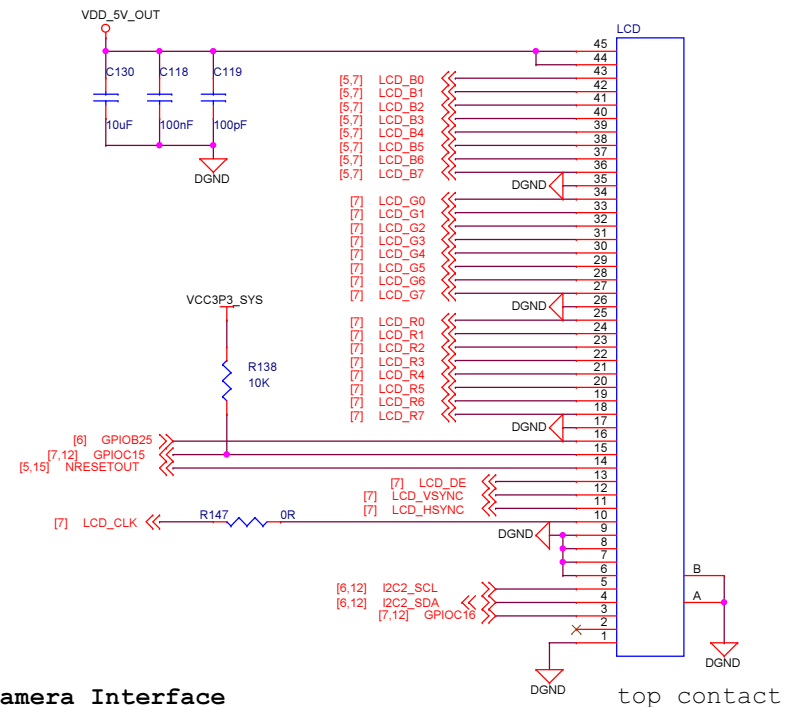 VDD_5V_OUT
LCD
45
44
C130 C118 C119
43
[5,7] LCD_B0
42
[5,7] LCD_B1
41
[5,7] LCD_B2
40
[5,7] LCD_B3
10uF 100nF 100pF
39
[5,7] LCD_B4
38
[5,7] LCD_B5
37
[5,7] LCD_B6
36
[5,7] LCD_B7
DGND
35
DGND
34
[7] LCD_G0
33
[7] LCD_G1
32
[7] LCD_G2
31
[7] LCD_G3
30
[7] LCD_G4
29
[7] LCD_G5
28
[7] LCD_G6
27
[7] LCD_G7
VCC3P3_SYS
26
DGND
25
[7] LCD_R0
24
[7] LCD_R1
23
[7] LCD_R2
22
[7] LCD_R3
R138
21
[7] LCD_R4
10K
20
[7] LCD_R5
19
[7] LCD_R6
18
[7] LCD_R7
17
DGND
16
[6] GPIOB25
15
[7,12] GPIOC15
14
[5,15] NRESETOUT
13
[7] LCD_DE
12
[7] LCD_VSYNC
11
[7] LCD_HSYNC
10
[7] LCD_CLK R147 0R
9
DGND
8
7
6 B
5
[6,12] I2C2_SCL
4 A
[6,12] I2C2_SDA
3
[7,12] GPIOC16
2
1
DGND
DGND
amera Interface
top contact